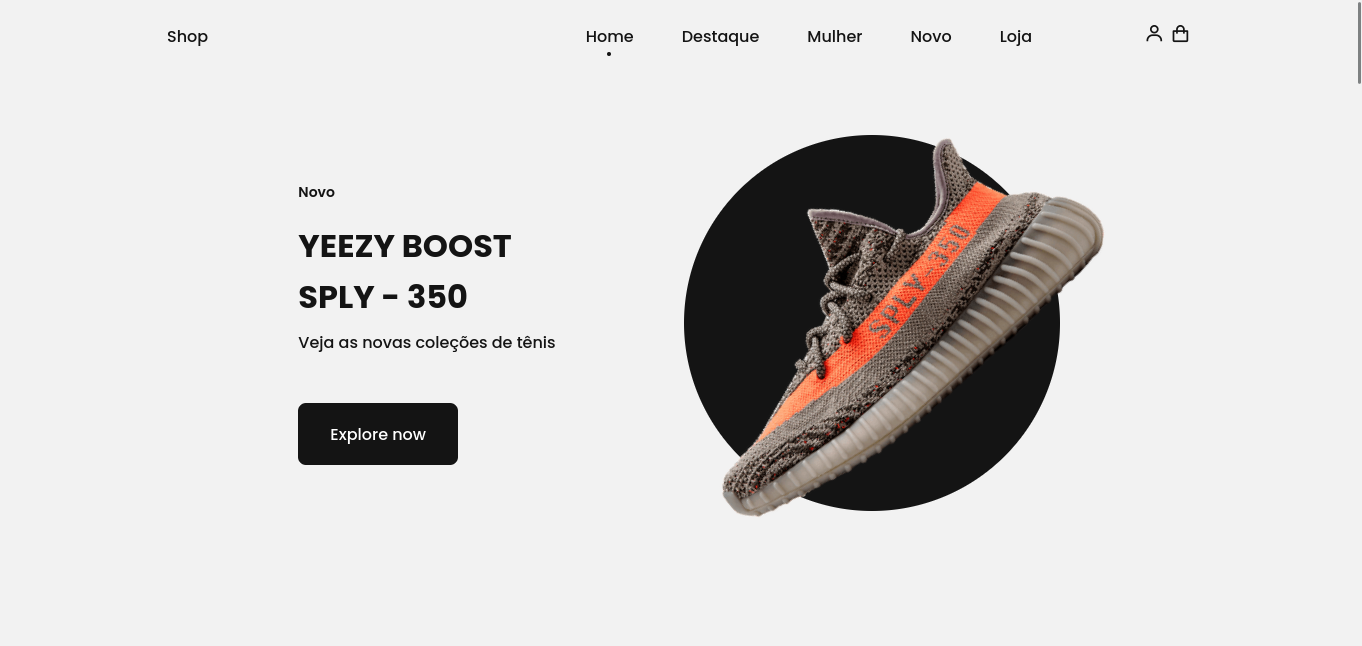 Shop
Home
Destaque
Mulher
Novo
Loja
Novo
YEEZY BOOST
SPLY - 350
Veja as novas coleções de tênis
Explore now
SPLY-350